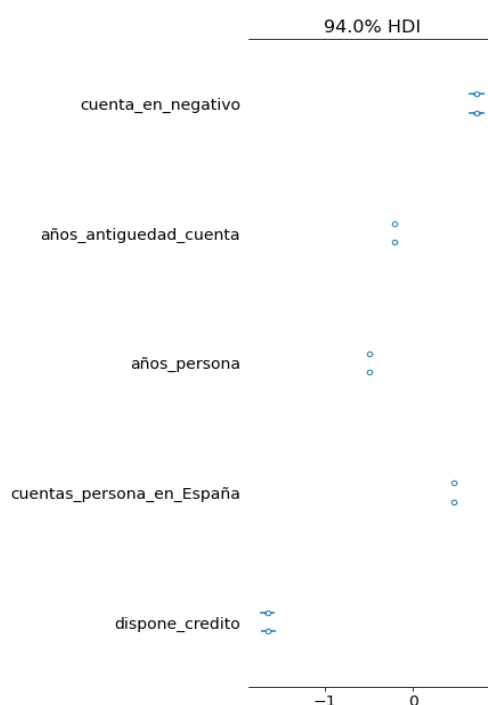 94.0% HDI
cuenta_en_negativo
años_antiguedad_cuenta
años_persona
cuentas_persona_en_España
dispone_credito
−1 0